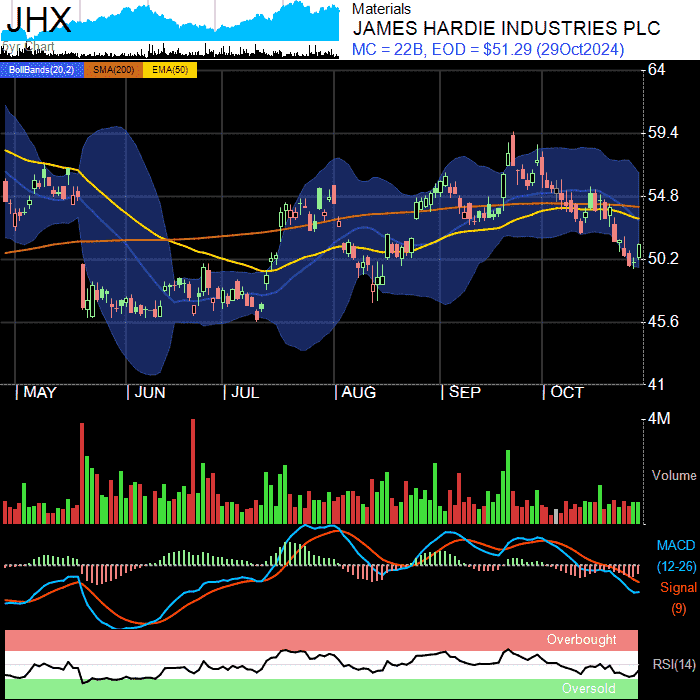 JHX
Materials
JAMES HARDIE INDUSTRIES PLC
MC = 22B, EOD = $51.29 (29Oct2024)
BollBands(20,2) SMA(200) EMA(50)
64
59.4
54.8
50.2
45.6
41
MAY JUN JUL AUG SEP OCT
4M
Volume
MACD
(12-26)
Signal
(9)
Overbought
RSI(14)
Oversold